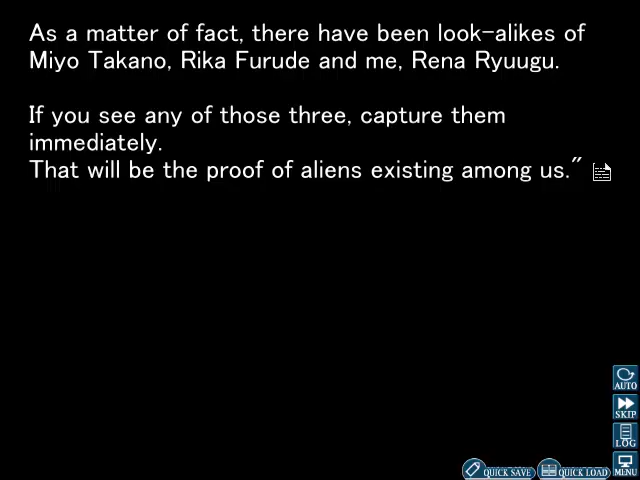 As a matter of fact, there have been look-alikes of
Miyo Takano, Rika Furude and me, Rena Ryuugu.
If you see any of those three, capture them
immediately.
That will be the proof of aliens existing among us."
AUTO
SKIP
LOG
MENU
QUICK SAVE
QUICK LOAD